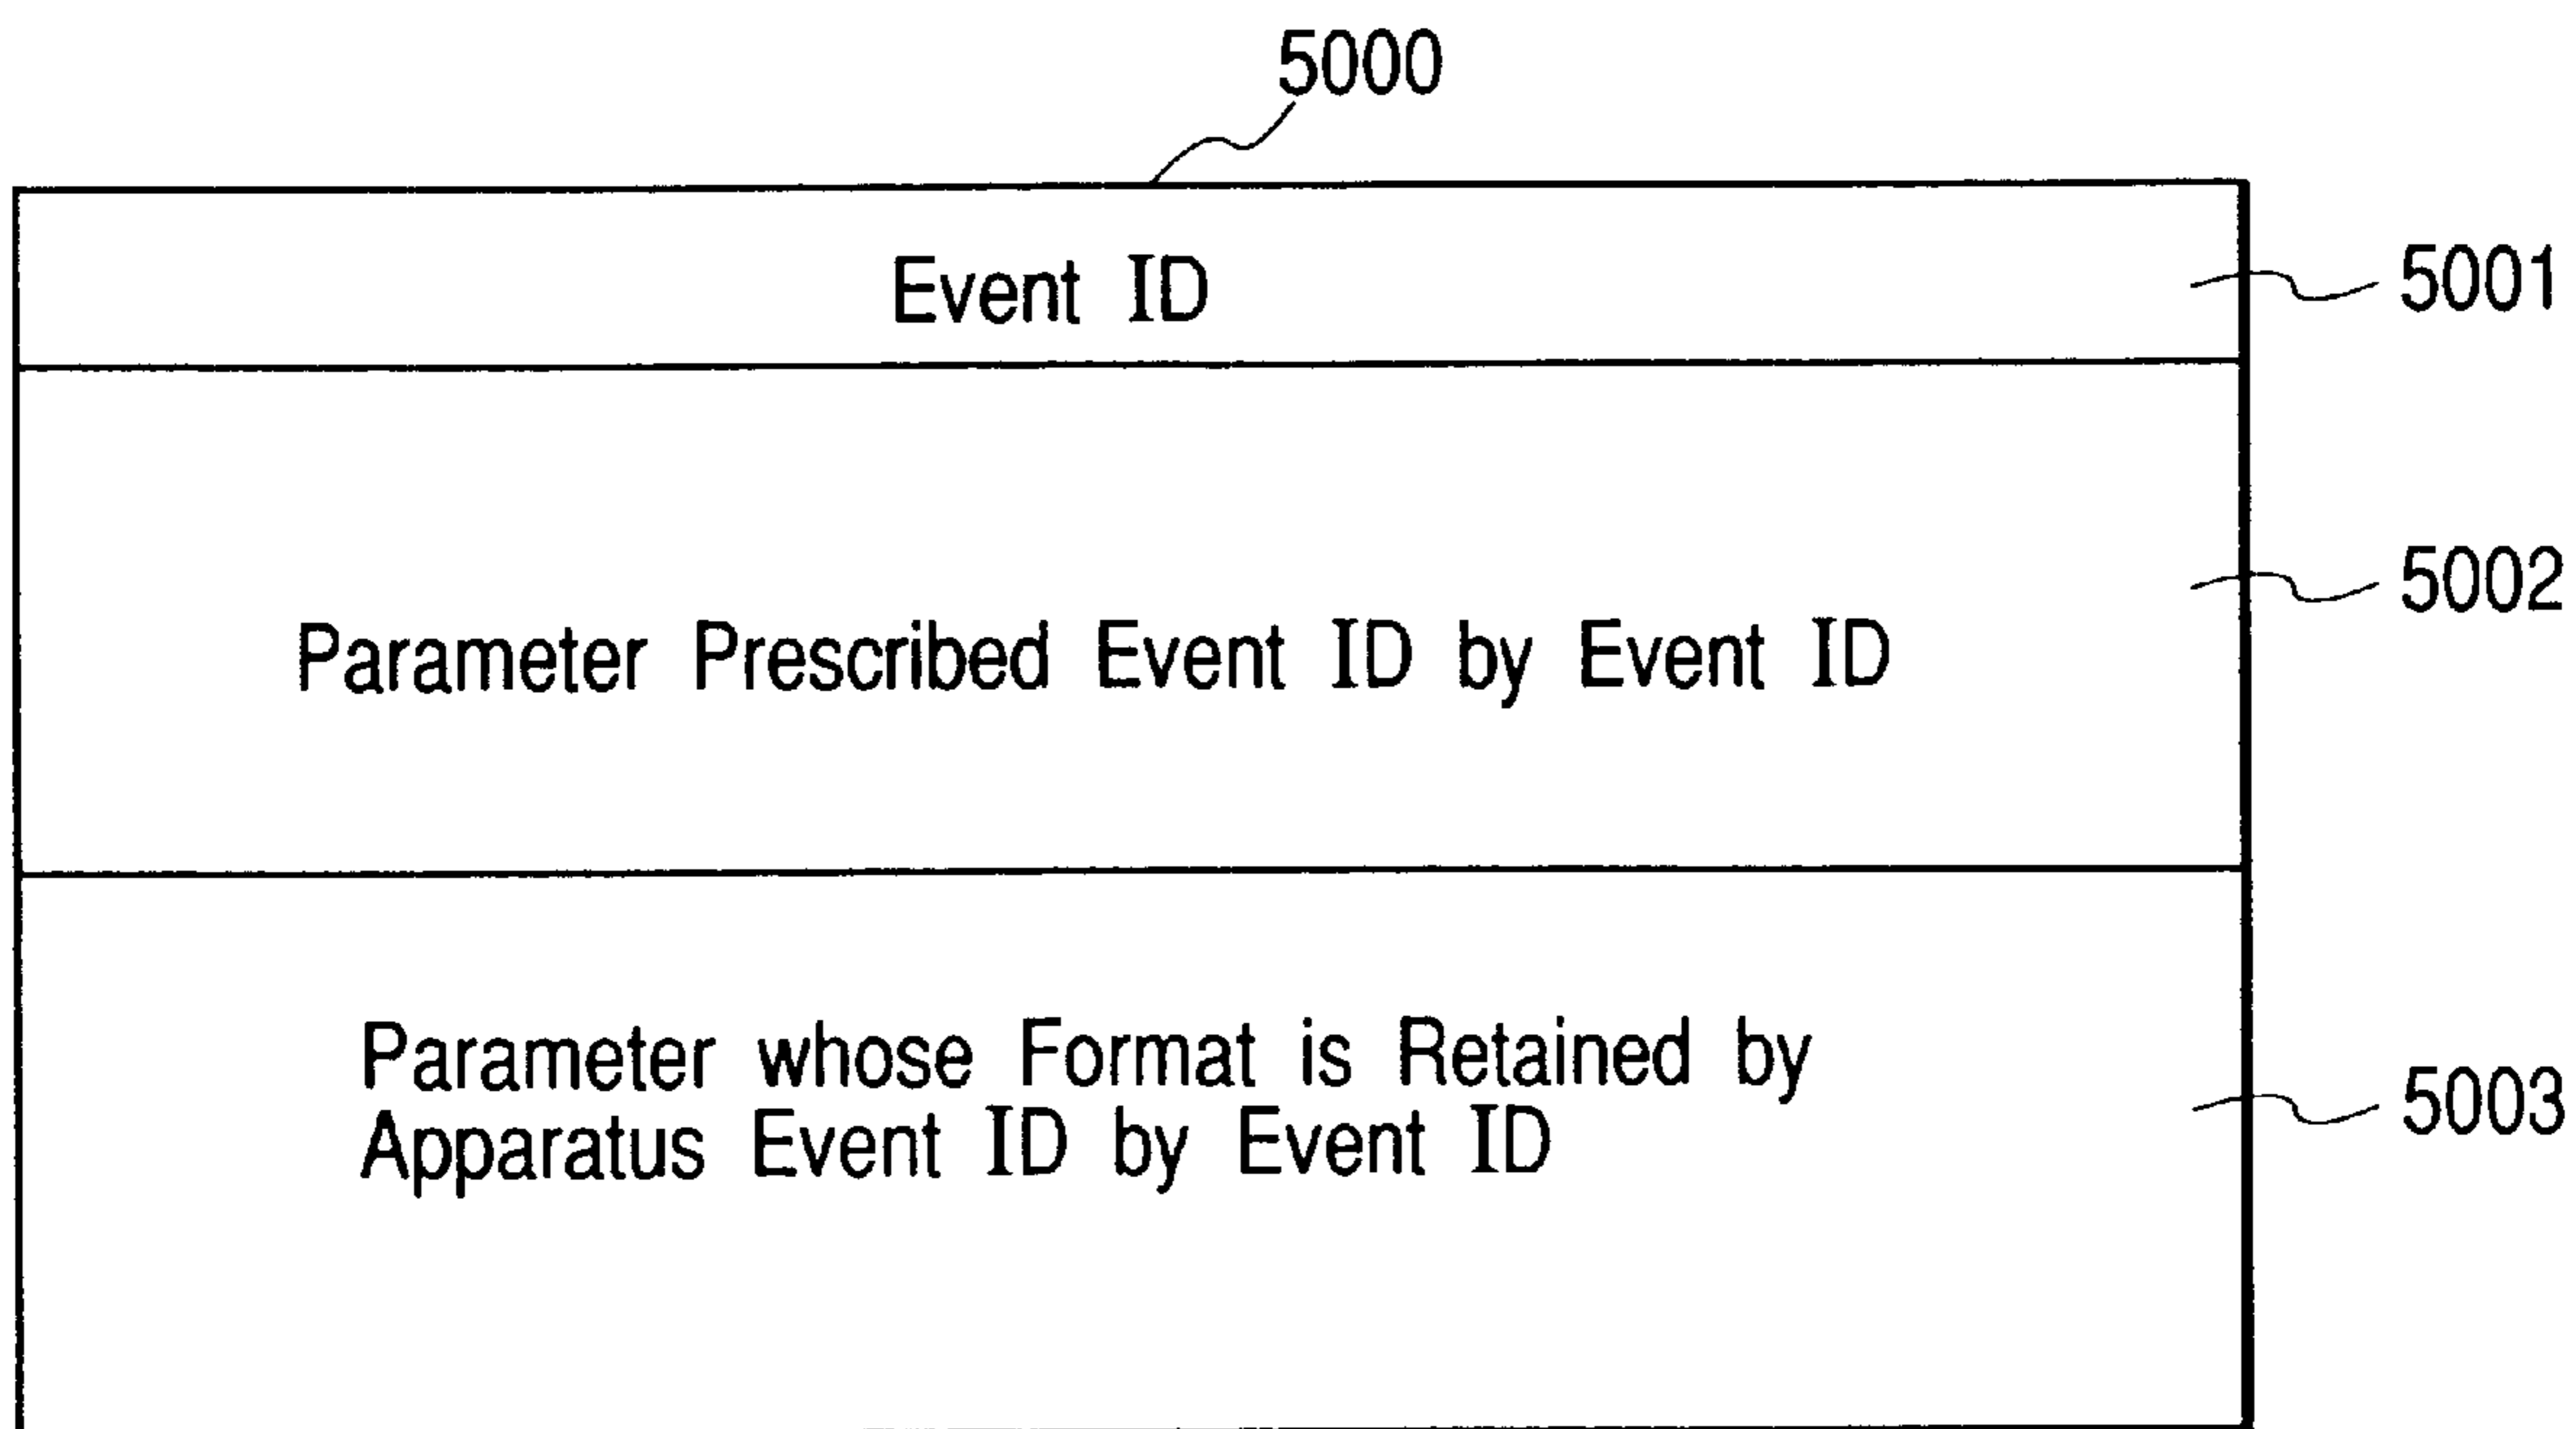 5000
Event ID
5001
Parameter Prescribed Event ID by Event ID
5002
Parameter whose Format is Retained by
Apparatus Event ID by Event ID
5003